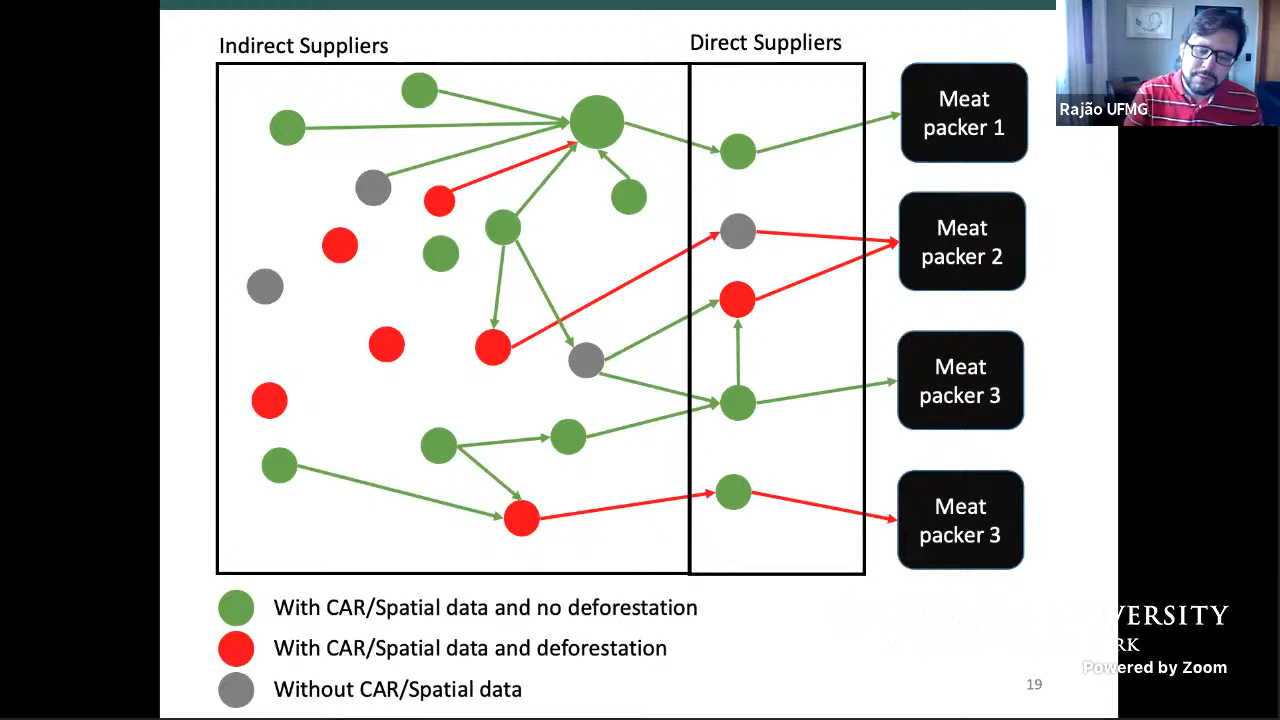 Indirect Suppliers
Direct Suppliers
Meat
packer 1
Rajão UFMG
Meat
packer 2
Meat
packer 3
Meat
packer 3
With CAR/Spatial data and no deforestation
With CAR/Spatial data and deforestation
Without CAR/Spatial data
19
VERSITY
RK
Powered by Zoom